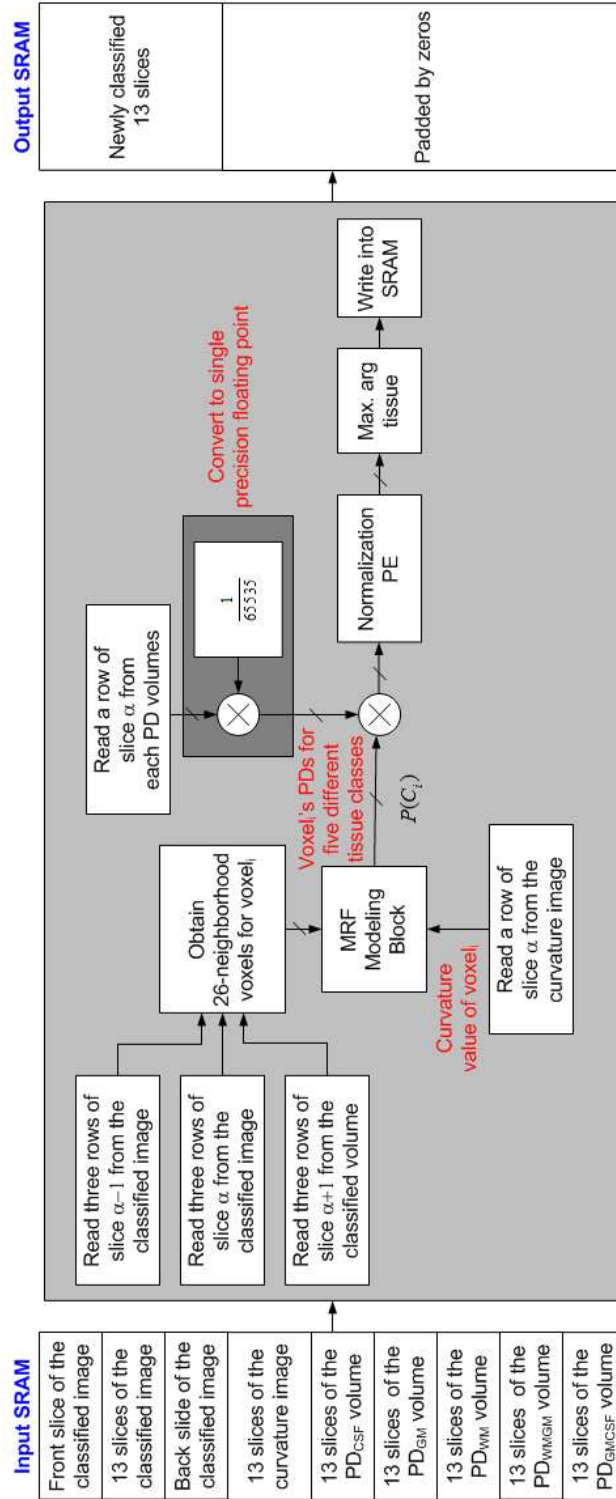 Input SRAM
Front slice of the
classified image
13 slices of the
classified image
Back slide of the
classified image
13 slices of the
curvature image
13 slices of the
PDCSF volume
13 slices of the
PDGM volume
13 slices of the
PDWM volume
13 slices of the
PDWMGM volume
13 slices of the
PDGMCSF volume
Read three rows of
slice α−1 from the
classified image
Read three rows of
slice α from the
classified image
Read three rows of
slice α+1 from the
classified volume
Obtain
26-neighborhood
voxels for voxeli
MRF
Modeling
Block
Curvature
value of voxeli
Read a row of
slice α from the
curvature image
Read a row of
slice α from
each PD volumes
1
65535
Convert to single
precision floating point
Voxeli's PDs for
five different
tissue classes
P(Ci)
Normalization
PE
Max. arg
tissue
Write into
SRAM
Output SRAM
Newly classified
13 slices
Padded by zeros